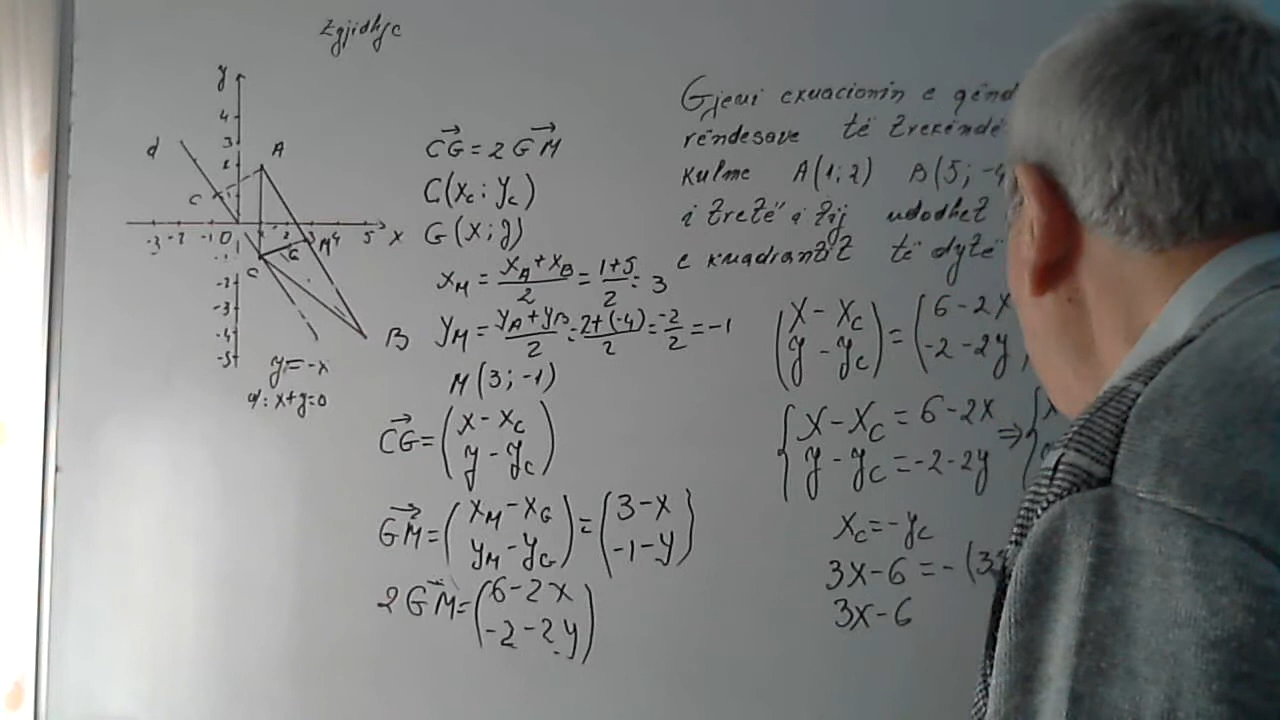 Zgjidhje
y
4
3
2
1
d
A
C
-3 -2 -1 0 1 2 3 4 5 x
G M
C
-1
-2
-3
-4
-5
B
y=-x
d: x+y=0
CG = 2 GM
C(xc; yc)
G(x; y)
xM = (xA + xB)/2 = (1+5)/2 = 3
yM = (yA + yB)/2 = (2+(-4))/2 = -2/2 = -1
M(3; -1)
CG = (x - xc
y - yc)
GM = (xM - xG
yM - yG) = (3 - x
-1 - y)
2GM = (6 - 2x
-2 - 2y)
Gjeni ekuacionin e
rëndesave të
kulme A(1; 2) B(5; -4
i tretë i tij ndodhet
e kuadrantit të dytë
(x - xc
y - yc) = (6 - 2x
-2 - 2y
{x - xc = 6 - 2x
y - yc = -2 - 2y ⇒ {
xc = -yc
3x - 6 = - (3
3x - 6